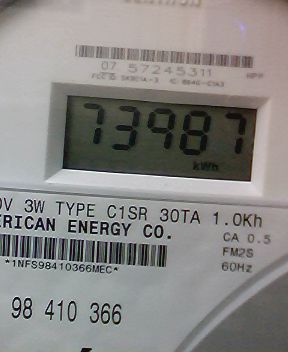 07 57245311
73987
kWh
0V 3W TYPE C1SR 30TA 1.0Kh
ERICAN ENERGY CO.
CA 0.5
FM2S
60Hz
*1NFS98410366MEC*
98 410 366